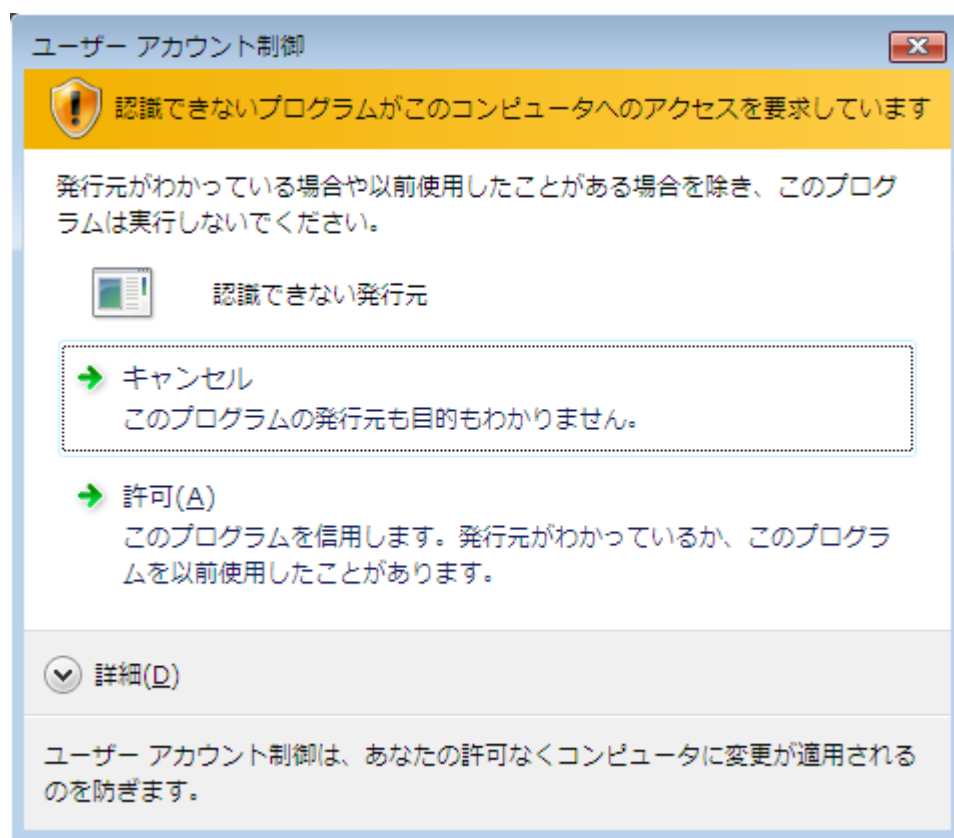 ユーザー アカウント制御
認識できないプログラムがこのコンピュータへのアクセスを要求しています
発行元がわかっている場合や以前使用したことがある場合を除き、このプログ
ラムは実行しないでください。
認識できない発行元
キャンセル
このプログラムの発行元も目的もわかりません。
許可(A)
このプログラムを信用します。発行元がわかっているか、このプログラ
ムを以前使用したことがあります。
詳細(D)
ユーザー アカウント制御は、あなたの許可なくコンピュータに変更が適用される
のを防ぎます。